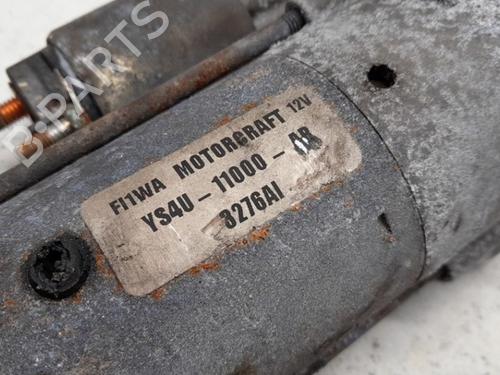 B-PARTS
FI1WA MOTORCRAFT 12V
YS4U-11000-AB
3276AI